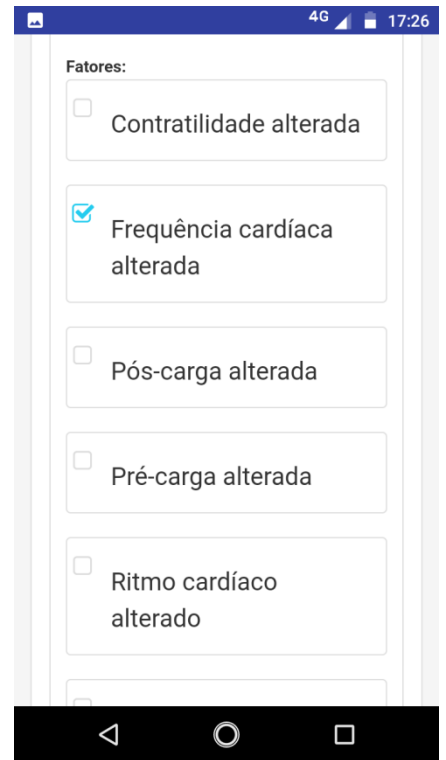 4G 17:26
Fatores:
Contratilidade alterada
Frequência cardíaca
alterada
Pós-carga alterada
Pré-carga alterada
Ritmo cardíaco
alterado